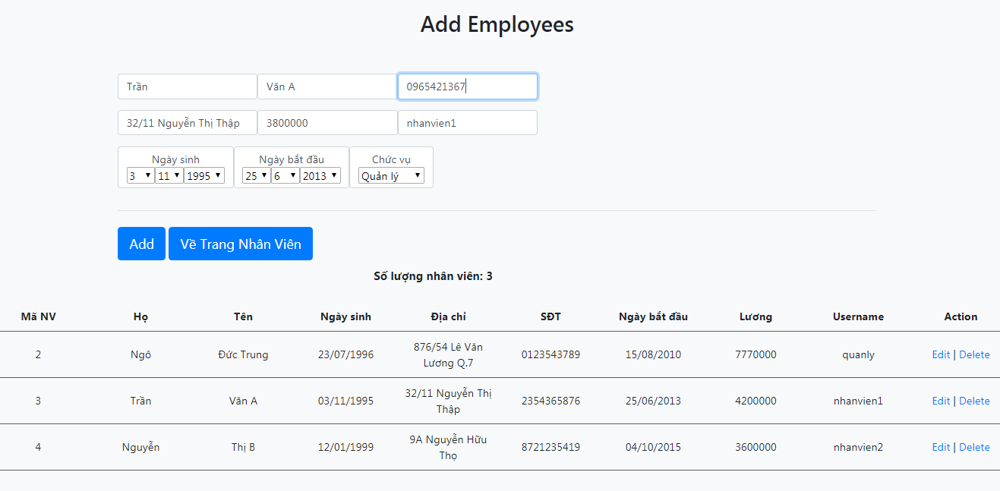 Add Employees
Trần Văn A 0965421367
32/11 Nguyễn Thị Thập 3800000 nhanvien1
Ngày sinh Ngày bắt đầu Chức vụ
3 11 1995 25 6 2013 Quản lý
Add Về Trang Nhân Viên
Số lượng nhân viên: 3
Mã NV Họ Tên Ngày sinh Địa chỉ SĐT Ngày bắt đầu Lương Username Action
2 Ngô Đức Trung 23/07/1996 876/54 Lê Văn Lương Q.7 0123543789 15/08/2010 7770000 quanly Edit | Delete
3 Trần Văn A 03/11/1995 32/11 Nguyễn Thị Thập 2354365876 25/06/2013 4200000 nhanvien1 Edit | Delete
4 Nguyễn Thị B 12/01/1999 9A Nguyễn Hữu Thọ 8721235419 04/10/2015 3600000 nhanvien2 Edit | Delete